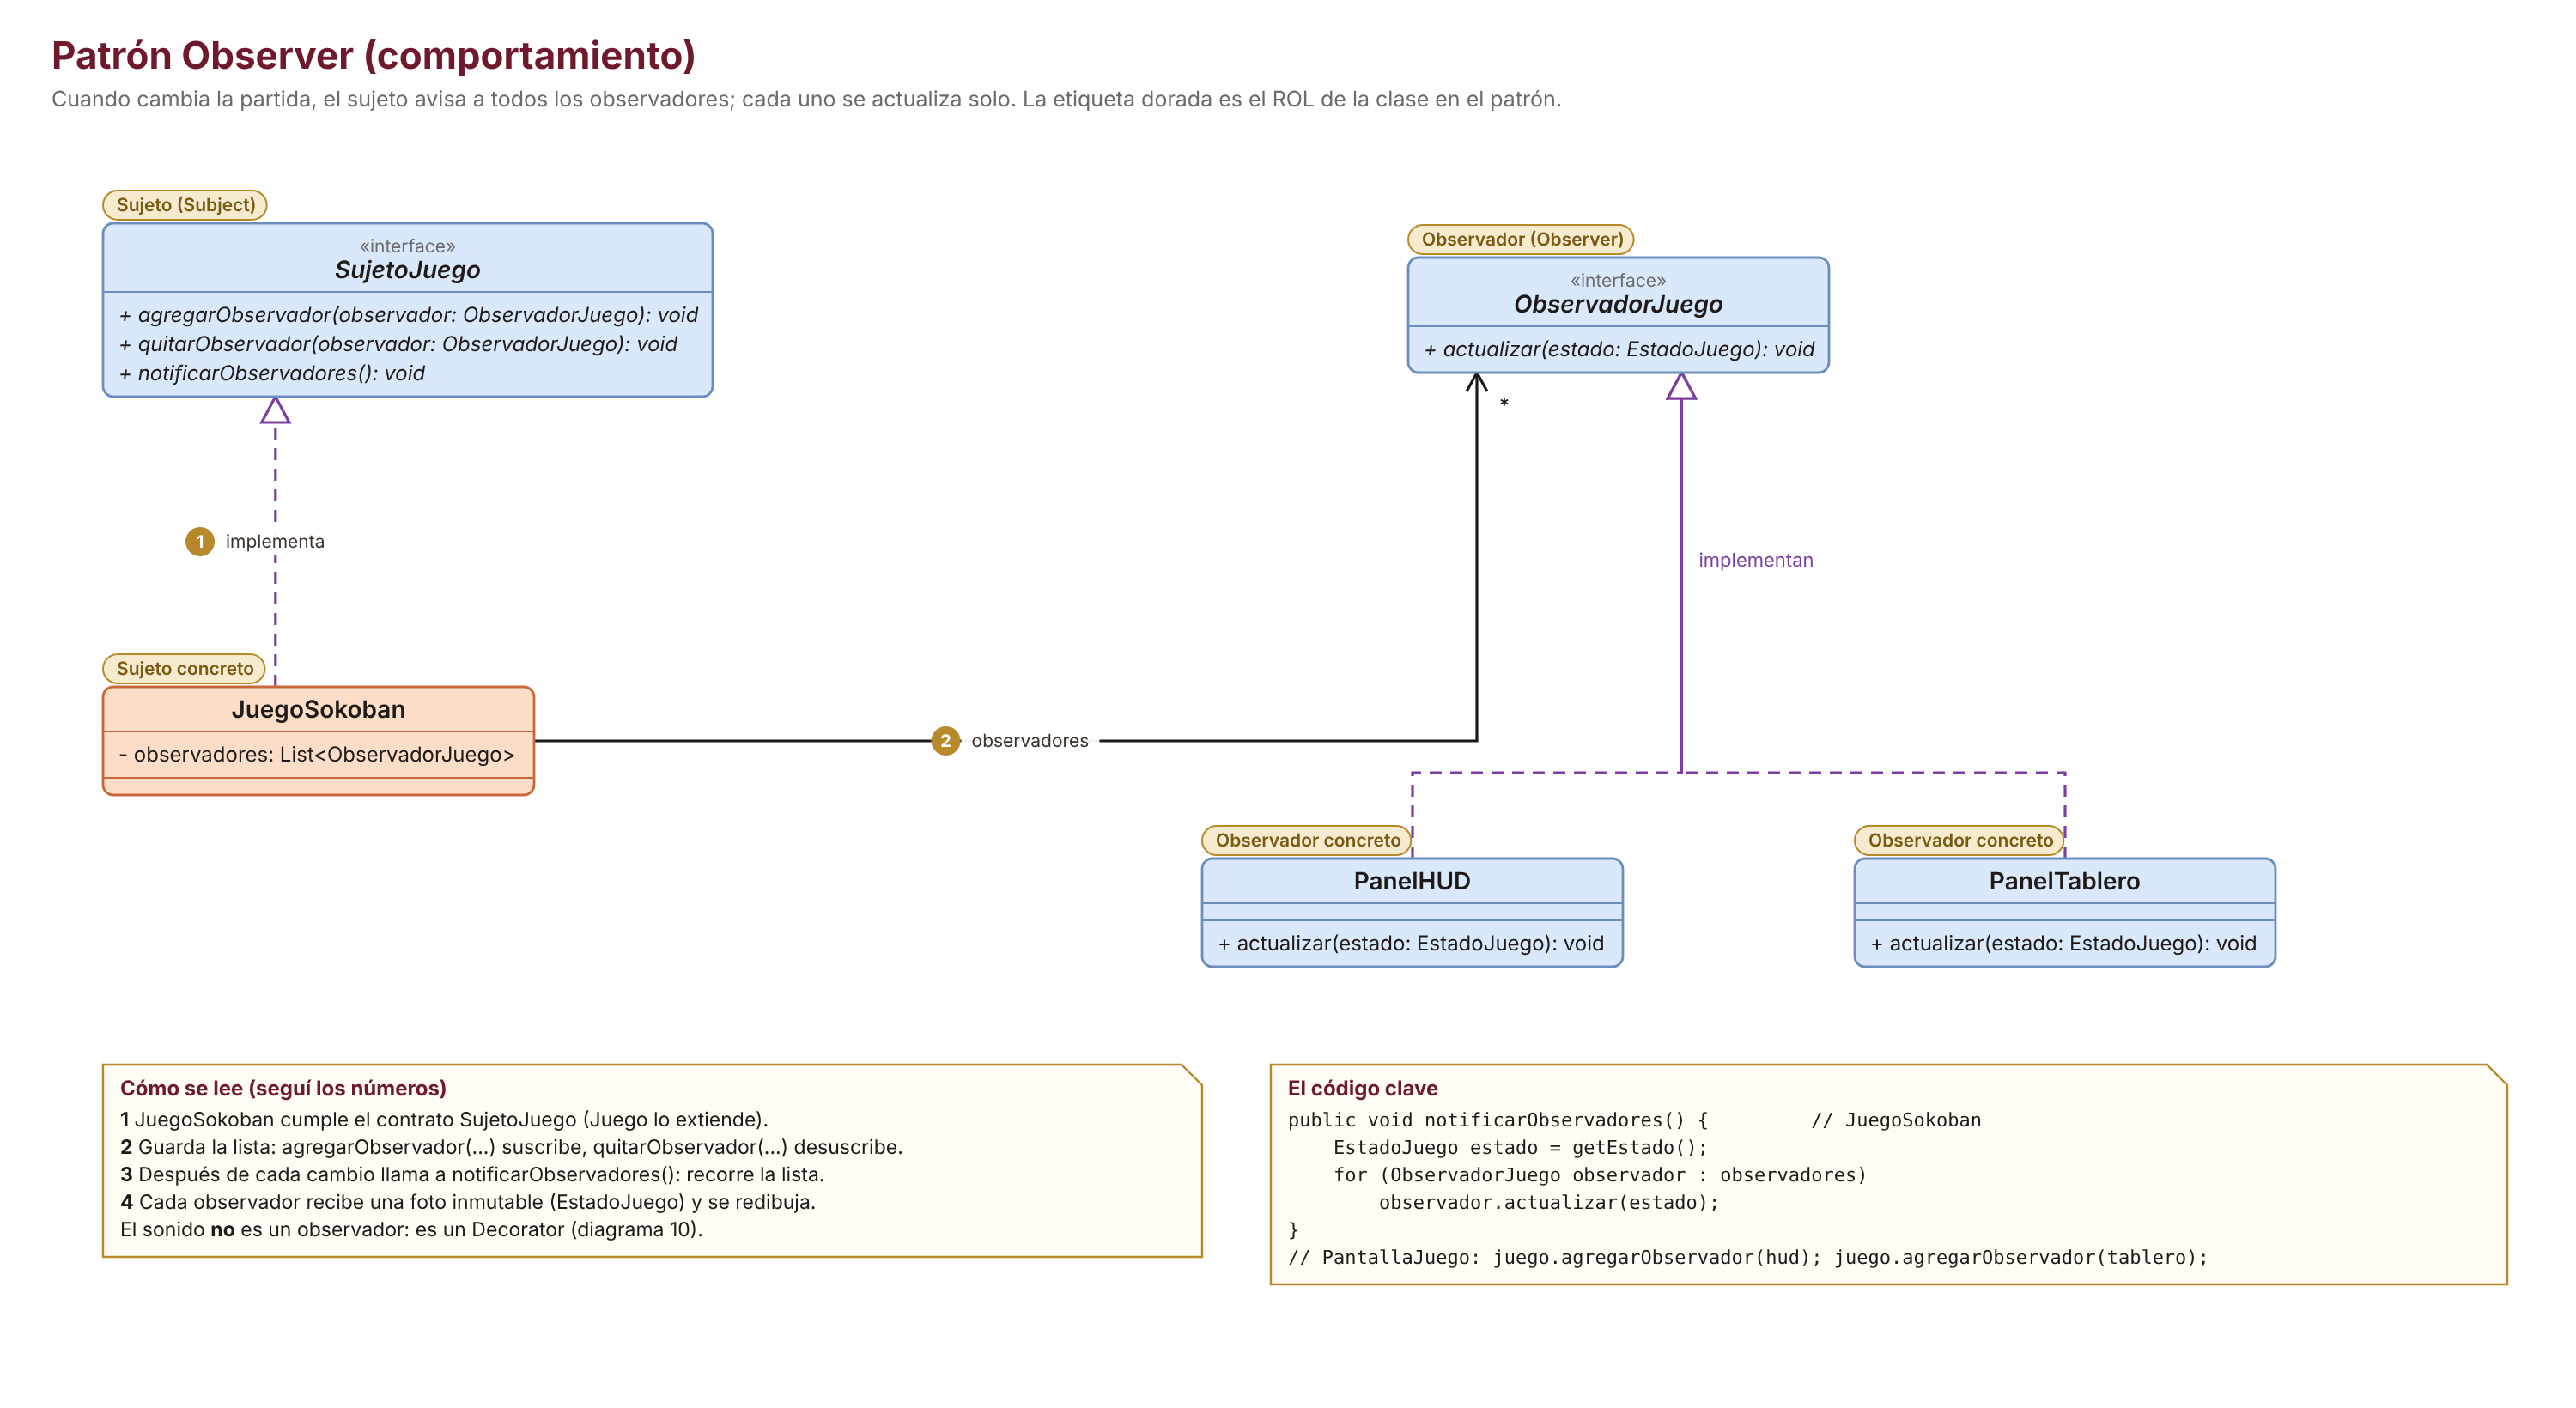 Patrón Observer (comportamiento)
Cuando cambia la partida, el sujeto avisa a todos los observadores; cada uno se actualiza solo. La etiqueta dorada es el ROL de la clase en el patrón.
Sujeto (Subject)
«interface»
SujetoJuego
+ agregarObservador(observador: ObservadorJuego): void
+ quitarObservador(observador: ObservadorJuego): void
+ notificarObservadores(): void
Observador (Observer)
«interface»
ObservadorJuego
+ actualizar(estado: EstadoJuego): void
*
1 implementa
implementan
Sujeto concreto
JuegoSokoban
- observadores: List<ObservadorJuego>
2 observadores
Observador concreto
PanelHUD
+ actualizar(estado: EstadoJuego): void
Observador concreto
PanelTablero
+ actualizar(estado: EstadoJuego): void
Cómo se lee (seguí los números)
1 JuegoSokoban cumple el contrato SujetoJuego (Juego lo extiende).
2 Guarda la lista: agregarObservador(...) suscribe, quitarObservador(...) desuscribe.
3 Después de cada cambio llama a notificarObservadores(): recorre la lista.
4 Cada observador recibe una foto inmutable (EstadoJuego) y se redibuja.
El sonido no es un observador: es un Decorator (diagrama 10).
El código clave
public void notificarObservadores() {         // JuegoSokoban
    EstadoJuego estado = getEstado();
    for (ObservadorJuego observador : observadores)
        observador.actualizar(estado);
}
// PantallaJuego: juego.agregarObservador(hud); juego.agregarObservador(tablero);